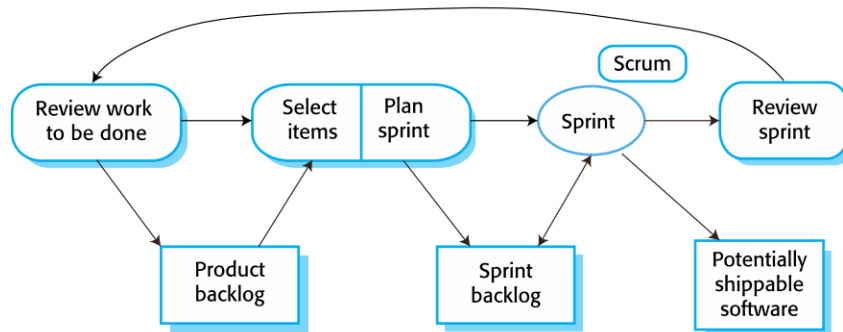 Scrum
Review work
to be done
Select
items
Plan
sprint
Sprint
Review
sprint
Product
backlog
Sprint
backlog
Potentially
shippable
software